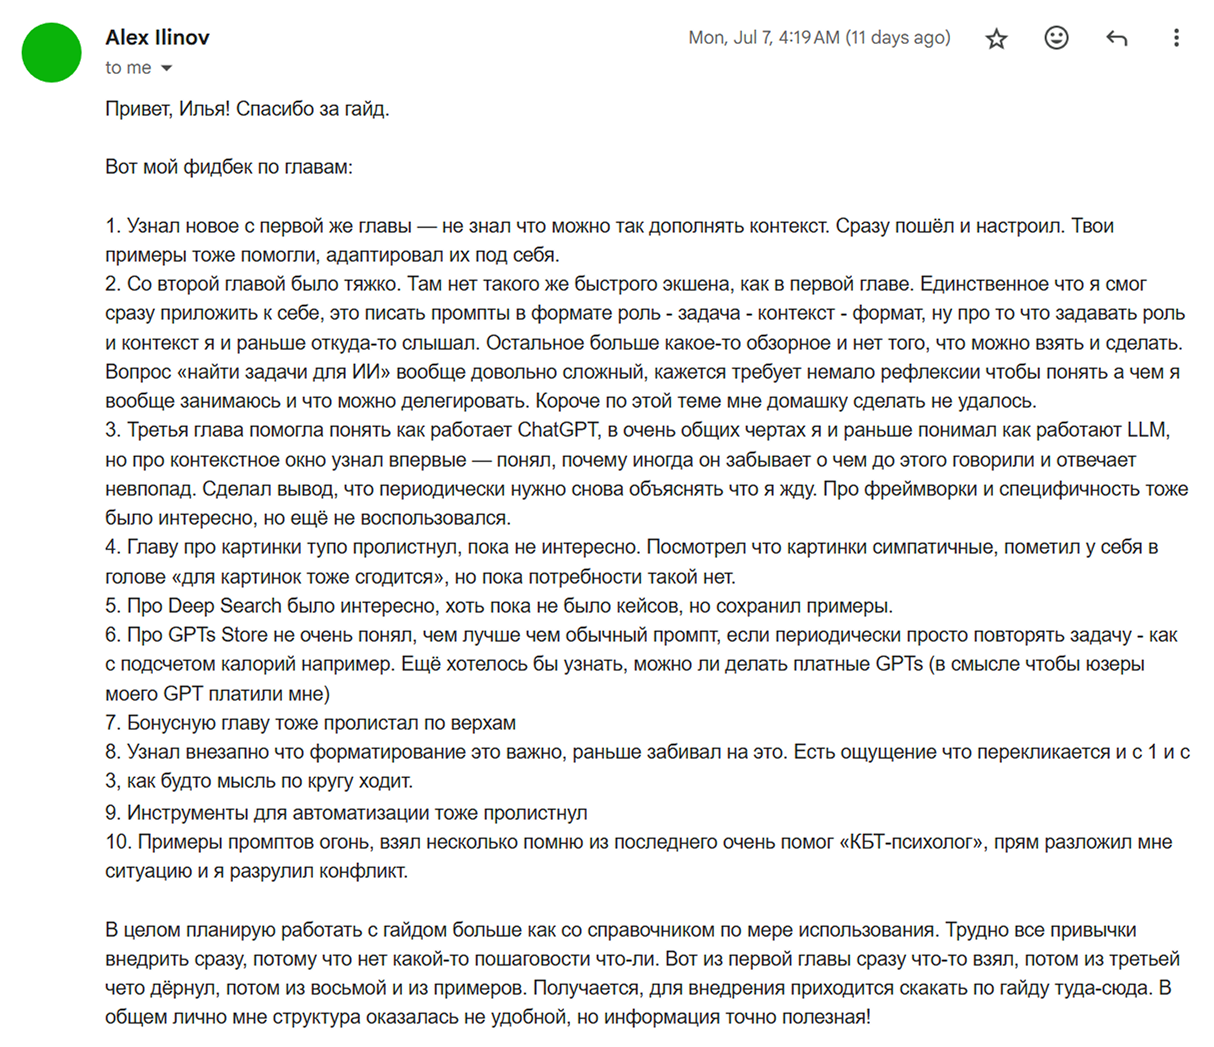 Alex Ilinov
Mon, Jul 7, 4:19 AM (11 days ago)
to me
Привет, Илья! Спасибо за гайд.
Вот мой фидбек по главам:
1. Узнал новое с первой же главы — не знал что можно так дополнять контекст. Сразу пошёл и настроил. Твои
примеры тоже помогли, адаптировал их под себя.
2. Со второй главой было тяжко. Там нет такого же быстрого экшена, как в первой главе. Единственное что я смог
сразу приложить к себе, это писать промпты в формате роль - задача - контекст - формат, ну про то что задавать роль
и контекст я и раньше откуда-то слышал. Остальное больше какое-то обзорное и нет того, что можно взять и сделать.
Вопрос «найти задачи для ИИ» вообще довольно сложный, кажется требует немало рефлексии чтобы понять а чем я
вообще занимаюсь и что можно делегировать. Короче по этой теме мне домашку сделать не удалось.
3. Третья глава помогла понять как работает ChatGPT, в очень общих чертах я и раньше понимал как работают LLM,
но про контекстное окно узнал впервые — понял, почему иногда он забывает о чем до этого говорили и отвечает
невпопад. Сделал вывод, что периодически нужно снова объяснять что я жду. Про фреймворки и специфичность тоже
было интересно, но ещё не воспользовался.
4. Главу про картинки тупо пролистнул, пока не интересно. Посмотрел что картинки симпатичные, пометил у себя в
голове «для картинок тоже сгодится», но пока потребности такой нет.
5. Про Deep Search было интересно, хоть пока не было кейсов, но сохранил примеры.
6. Про GPTs Store не очень понял, чем лучше чем обычный промпт, если периодически просто повторять задачу - как
с подсчетом калорий например. Ещё хотелось бы узнать, можно ли делать платные GPTs (в смысле чтобы юзеры
моего GPT платили мне)
7. Бонусную главу тоже пролистал по верхам
8. Узнал внезапно что форматирование это важно, раньше забивал на это. Есть ощущение что перекликается и с 1 и с
3, как будто мысль по кругу ходит.
9. Инструменты для автоматизации тоже пролистнул
10. Примеры промптов огонь, взял несколько помню из последнего очень помог «КБТ-психолог», прям разложил мне
ситуацию и я разрулил конфликт.
В целом планирую работать с гайдом больше как со справочником по мере использования. Трудно все привычки
внедрить сразу, потому что нет какой-то пошаговости что-ли. Вот из первой главы сразу что-то взял, потом из третьей
чето дёрнул, потом из восьмой и из примеров. Получается, для внедрения приходится скакать по гайду туда-сюда. В
общем лично мне структура оказалась не удобной, но информация точно полезная!